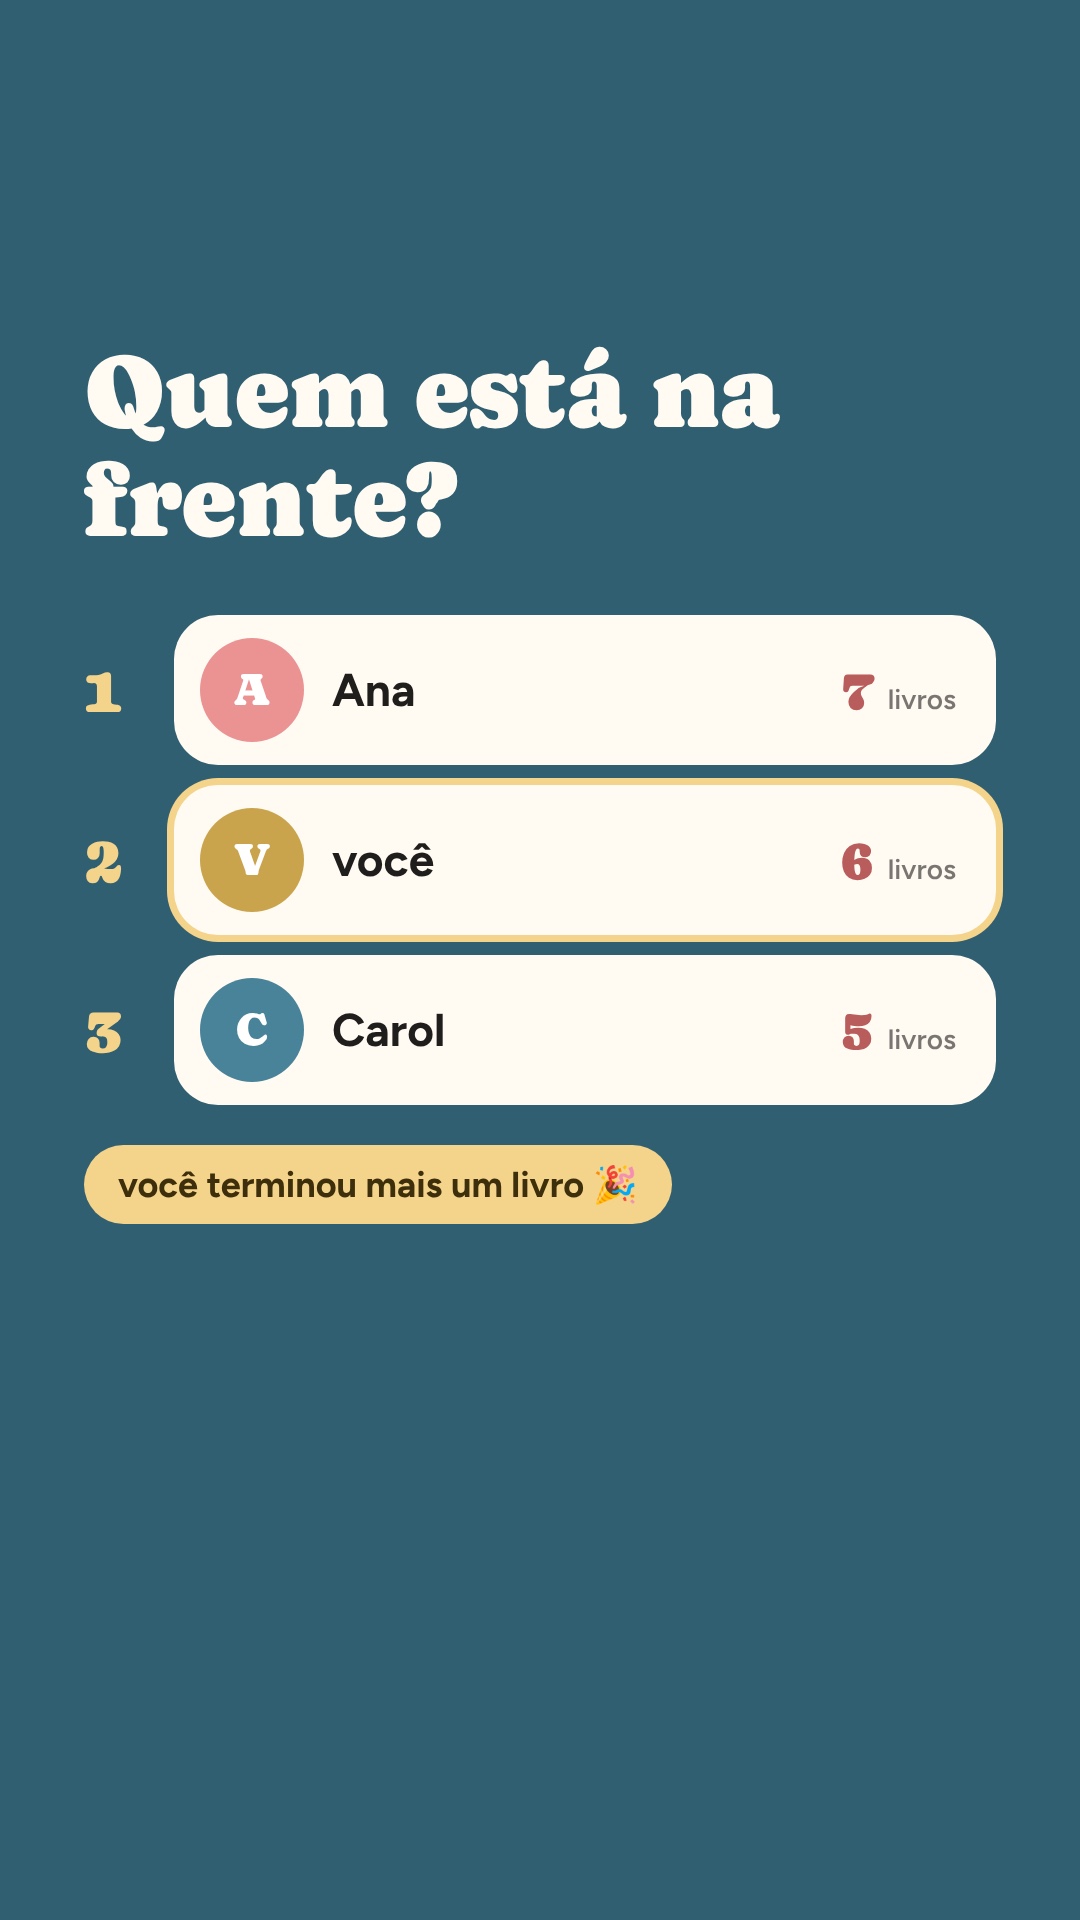 Quem está na
frente?
1 A Ana 7 livros
2 V você 6 livros
3 C Carol 5 livros
você terminou mais um livro 🎉